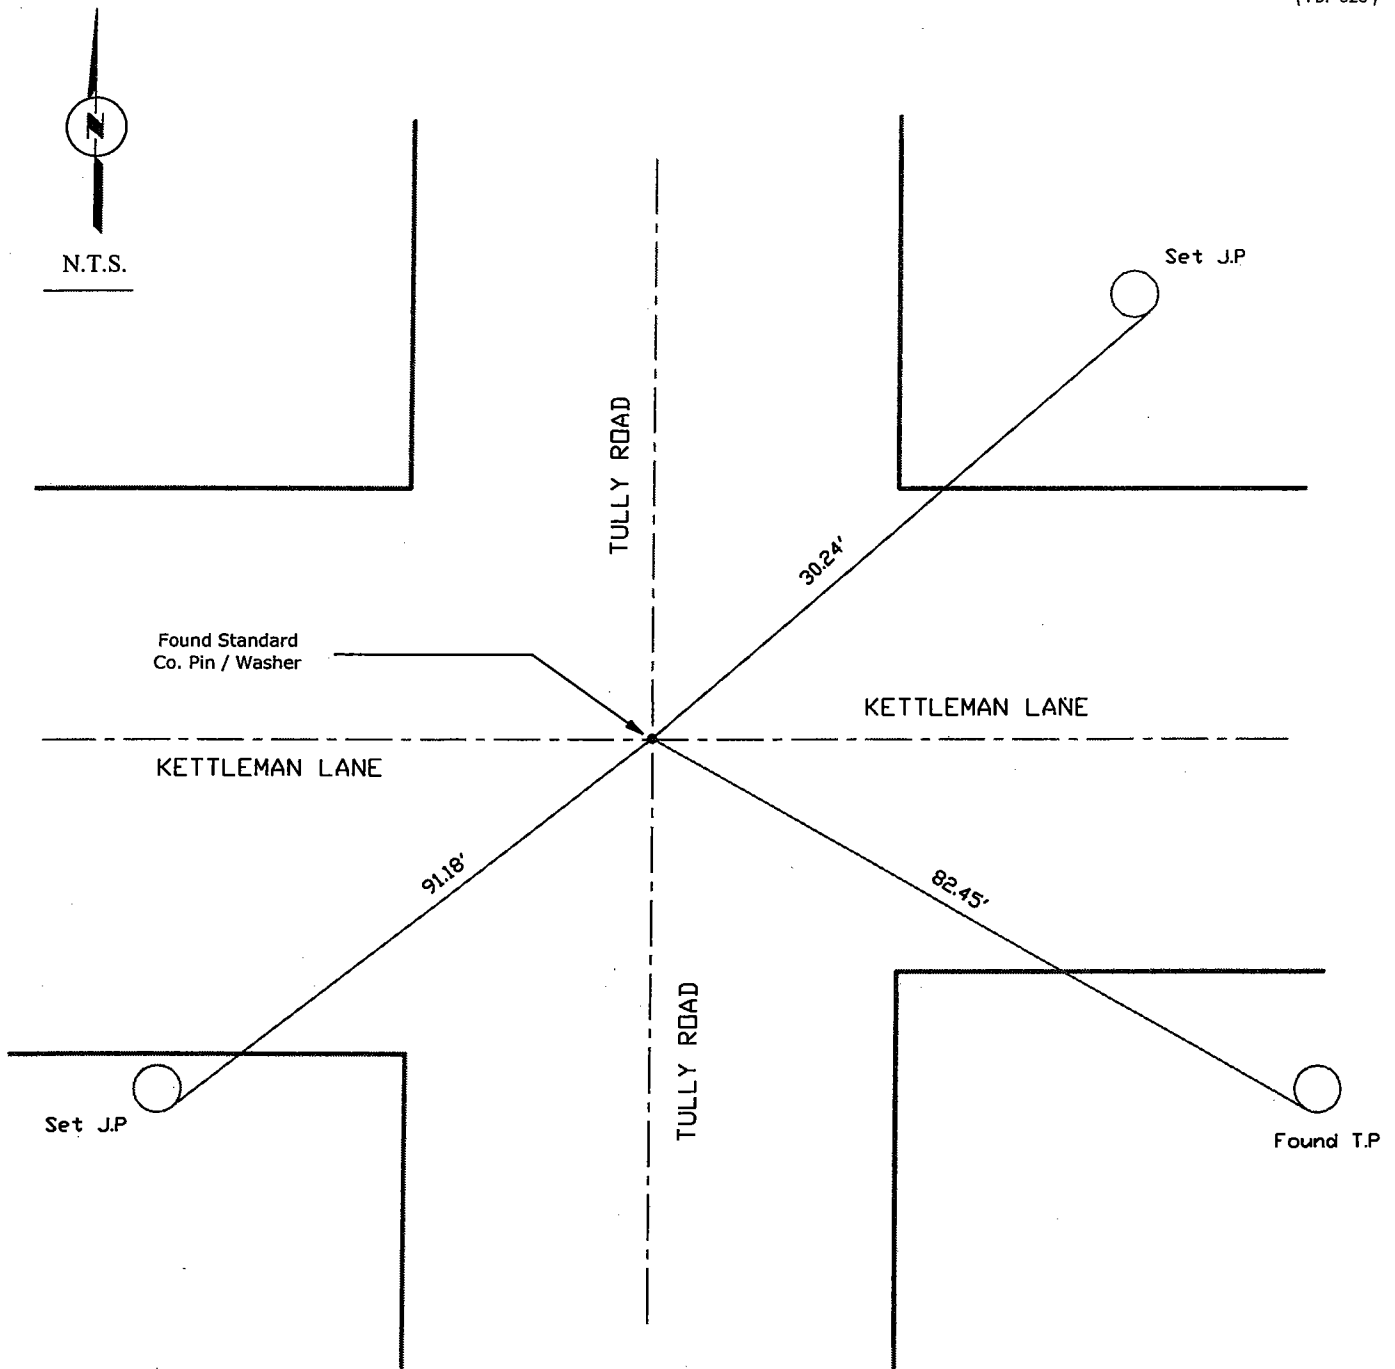 N
N.T.S.
Set J.P
TULLY ROAD
30.24'
Found Standard
Co. Pin / Washer
KETTLEMAN LANE
KETTLEMAN LANE
91.18'
82.45'
TULLY ROAD
Set J.P
Found T.P